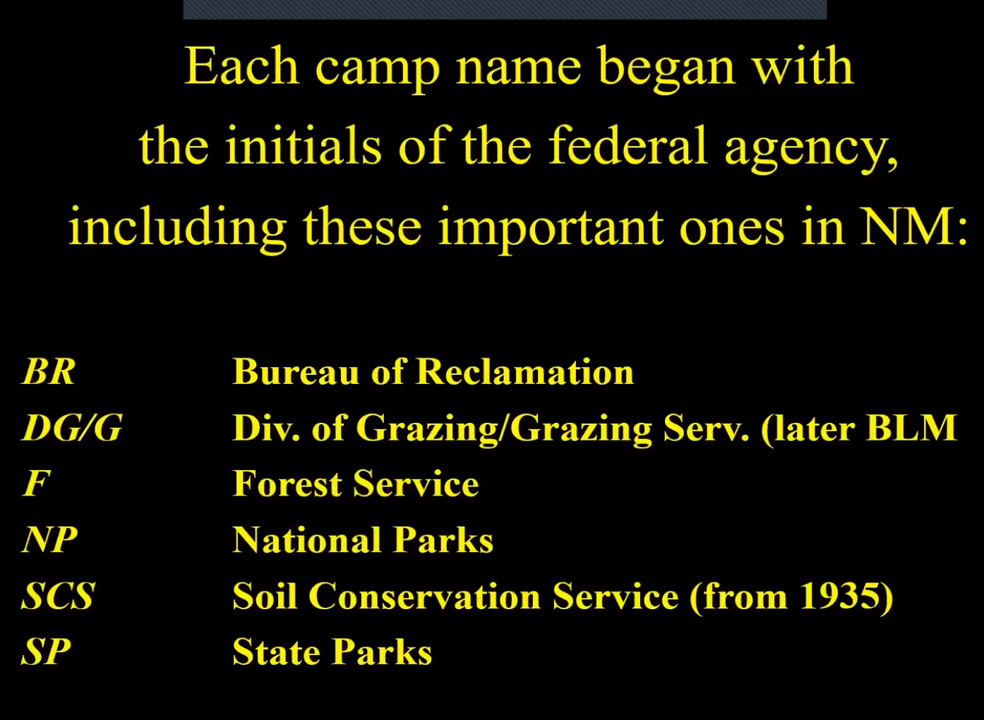 Each camp name began with
the initials of the federal agency,
including these important ones in NM:
BR Bureau of Reclamation
DG/G Div. of Grazing/Grazing Serv. (later BLM
F Forest Service
NP National Parks
SCS Soil Conservation Service (from 1935)
SP State Parks